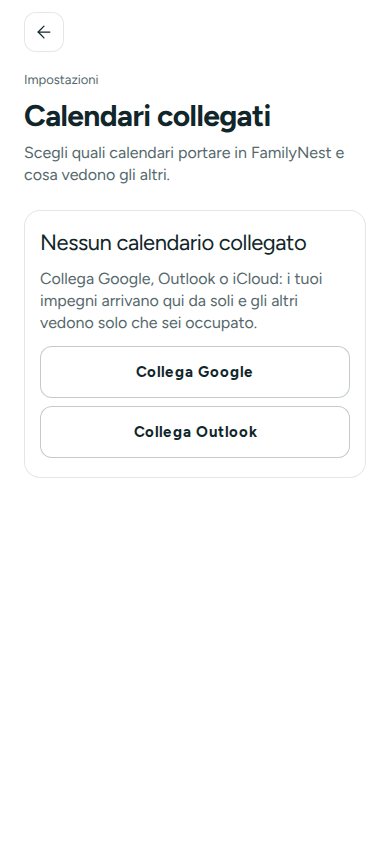 Impostazioni
Calendari collegati
Scegli quali calendari portare in FamilyNest e
cosa vedono gli altri.
Nessun calendario collegato
Collega Google, Outlook o iCloud: i tuoi
impegni arrivano qui da soli e gli altri
vedono solo che sei occupato.
Collega Google
Collega Outlook